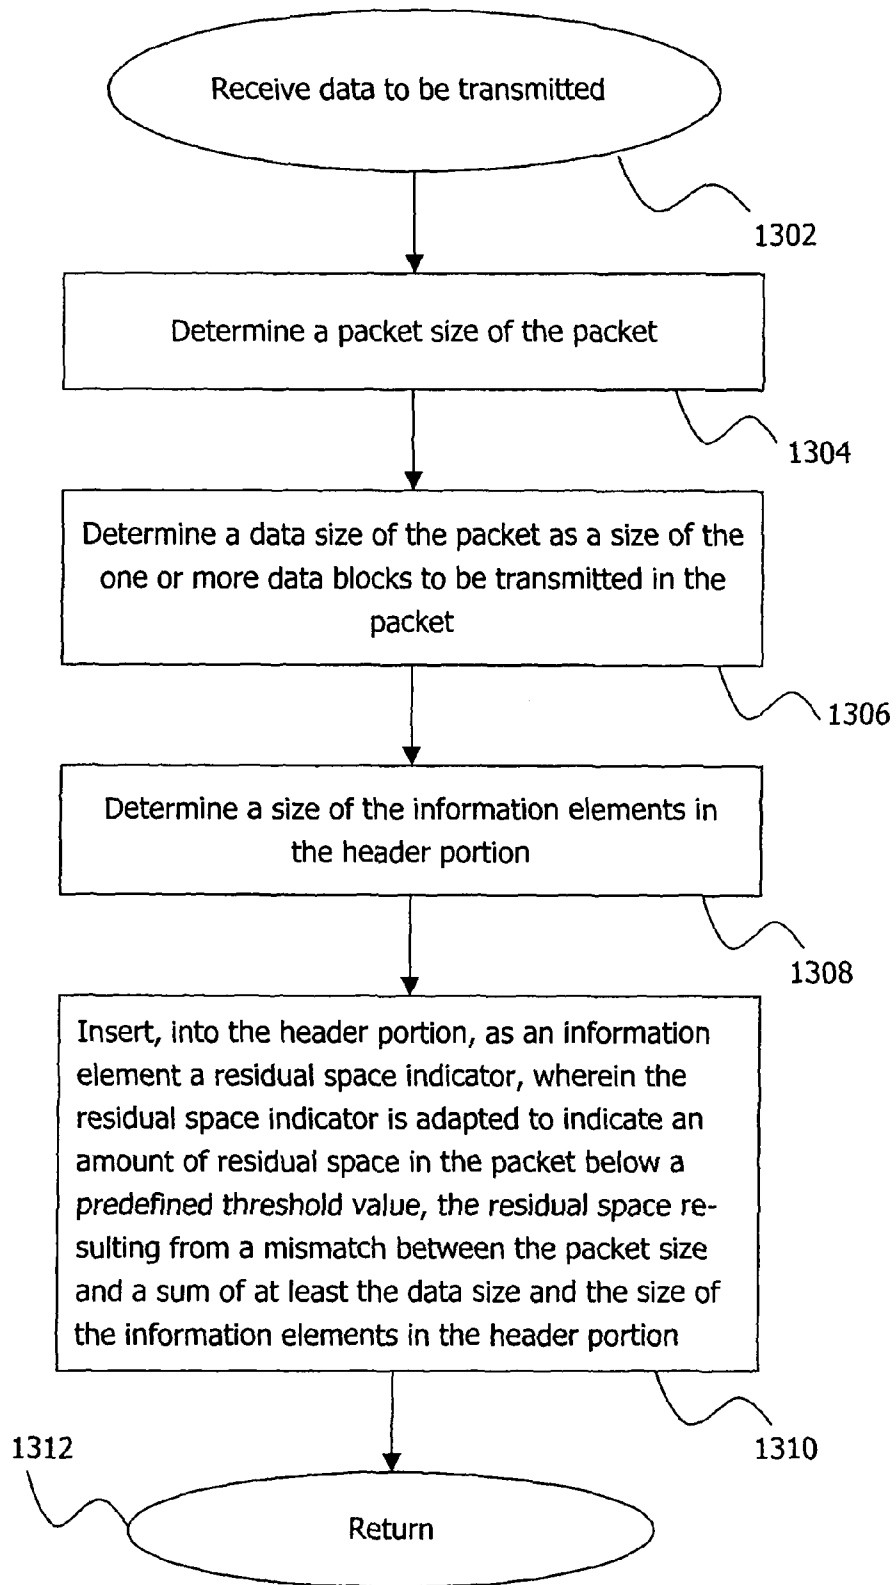 Receive data to be transmitted
1302
Determine a packet size of the packet
1304
Determine a data size of the packet as a size of the
one or more data blocks to be transmitted in the
packet
1306
Determine a size of the information elements in
the header portion
1308
Insert, into the header portion, as an information
element a residual space indicator, wherein the
residual space indicator is adapted to indicate an
amount of residual space in the packet below a
predefined threshold value, the residual space re-
sulting from a mismatch between the packet size
and a sum of at least the data size and the size of
the information elements in the header portion
1310
1312
Return